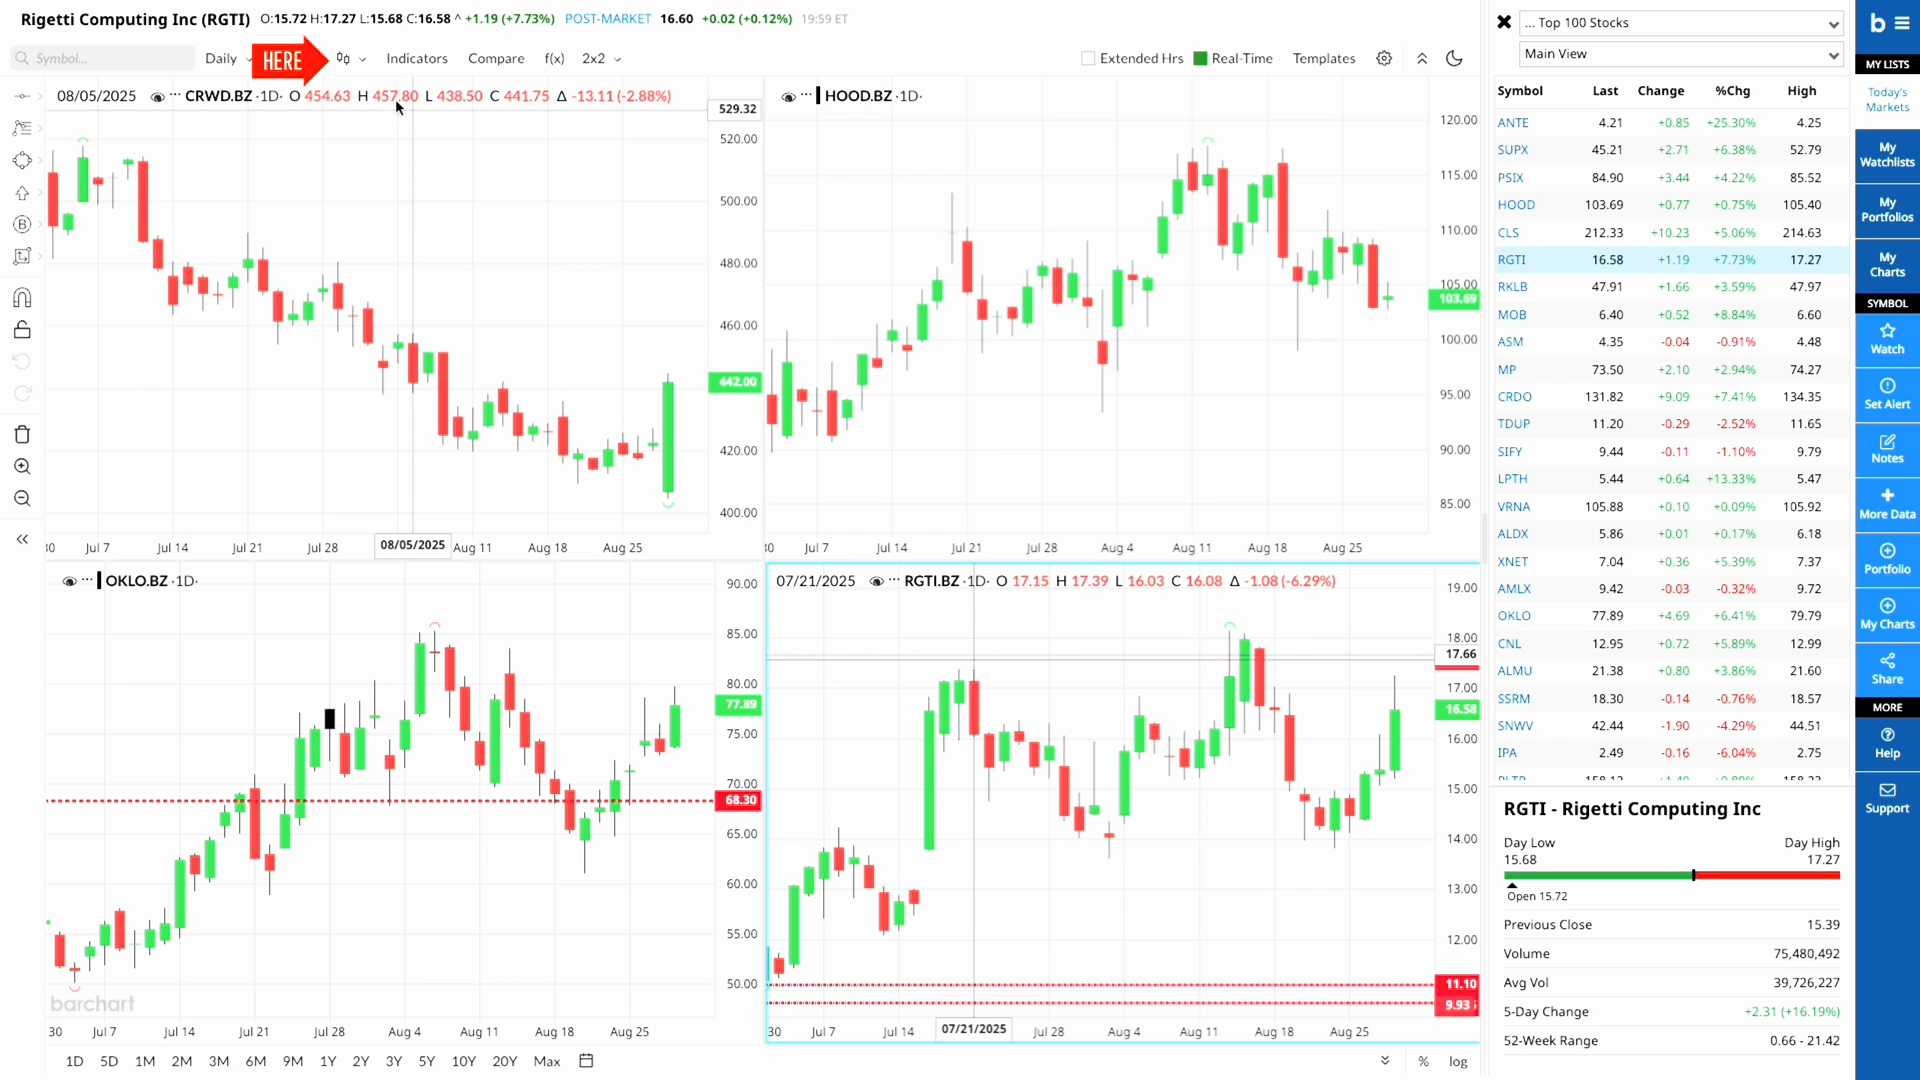 Rigetti Computing Inc (RGTI) O:15.72 H:17.27 L:15.68 C:16.58 ^ +1.19 (+7.73%) POST-MARKET 16.60 +0.02 (+0.12%) 19:59 ET
Symbol... Daily HERE Indicators Compare f(x) 2x2 Extended Hrs Real-Time Templates
08/05/2025 CRWD.BZ ·1D· O 454.63 H 457.80 L 438.50 C 441.75 Δ -13.11 (-2.88%)
529.32
520.00
500.00
480.00
460.00
442.00
420.00
400.00
30 Jul 7 Jul 14 Jul 21 Jul 28 08/05/2025 Aug 11 Aug 18 Aug 25
HOOD.BZ ·1D·
120.00
115.00
110.00
105.00
103.69
100.00
95.00
90.00
85.00
30 Jul 7 Jul 14 Jul 21 Jul 28 Aug 4 Aug 11 Aug 18 Aug 25
OKLO.BZ ·1D·
90.00
85.00
80.00
77.89
75.00
70.00
68.30
65.00
60.00
55.00
50.00
barchart
30 Jul 7 Jul 14 Jul 21 Jul 28 Aug 4 Aug 11 Aug 18 Aug 25
07/21/2025 RGTI.BZ ·1D· O 17.15 H 17.39 L 16.03 C 16.08 Δ -1.08 (-6.29%)
19.00
18.00
17.66
17.00
16.58
16.00
15.00
14.00
13.00
12.00
11.10
9.93
30 Jul 7 Jul 14 07/21/2025 Jul 28 Aug 4 Aug 11 Aug 18 Aug 25
1D 5D 1M 2M 3M 6M 9M 1Y 2Y 3Y 5Y 10Y 20Y Max % log
... Top 100 Stocks
Main View
Symbol Last Change %Chg High
ANTE 4.21 +0.85 +25.30% 4.25
SUPX 45.21 +2.71 +6.38% 52.79
PSIX 84.90 +3.44 +4.22% 85.52
HOOD 103.69 +0.77 +0.75% 105.40
CLS 212.33 +10.23 +5.06% 214.63
RGTI 16.58 +1.19 +7.73% 17.27
RKLB 47.91 +1.66 +3.59% 47.97
MOB 6.40 +0.52 +8.84% 6.60
ASM 4.35 -0.04 -0.91% 4.48
MP 73.50 +2.10 +2.94% 74.27
CRDO 131.82 +9.09 +7.41% 134.35
TDUP 11.20 -0.29 -2.52% 11.65
SIFY 9.44 -0.11 -1.10% 9.79
LPTH 5.44 +0.64 +13.33% 5.47
VRNA 105.88 +0.10 +0.09% 105.92
ALDX 5.86 +0.01 +0.17% 6.18
XNET 7.04 +0.36 +5.39% 7.37
AMLX 9.42 -0.03 -0.32% 9.72
OKLO 77.89 +4.69 +6.41% 79.79
CNL 12.95 +0.72 +5.89% 12.99
ALMU 21.38 +0.80 +3.86% 21.60
SSRM 18.30 -0.14 -0.76% 18.57
SNWV 42.44 -1.90 -4.29% 44.51
IPA 2.49 -0.16 -6.04% 2.75
RGTI - Rigetti Computing Inc
Day Low Day High
15.68 17.27
Open 15.72
Previous Close 15.39
Volume 75,480,492
Avg Vol 39,726,227
5-Day Change +2.31 (+16.19%)
52-Week Range 0.66 - 21.42
b
MY LISTS
Today's
Markets
My
Watchlists
My
Portfolios
My
Charts
SYMBOL
Watch
Set Alert
Notes
More Data
Portfolio
My Charts
Share
MORE
Help
Support